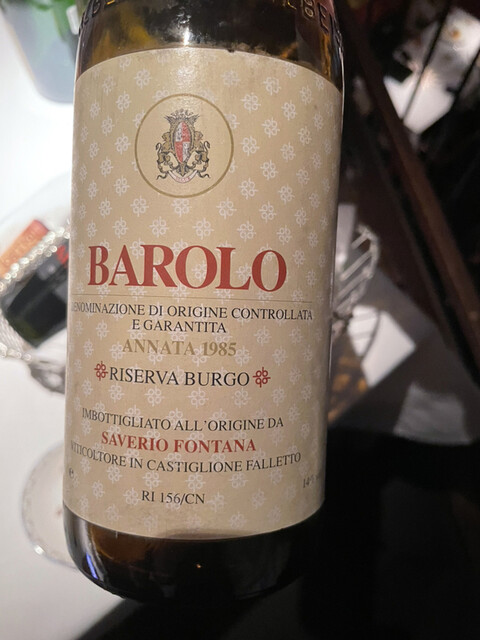 BAROLO
DENOMINAZIONE DI ORIGINE CONTROLLATA
E GARANTITA
ANNATA 1985
RISERVA BURGO
IMBOTTIGLIATO ALL'ORIGINE DA
SAVERIO FONTANA
VITICOLTORE IN CASTIGLIONE FALLETTO
e
14%
RI 156/CN